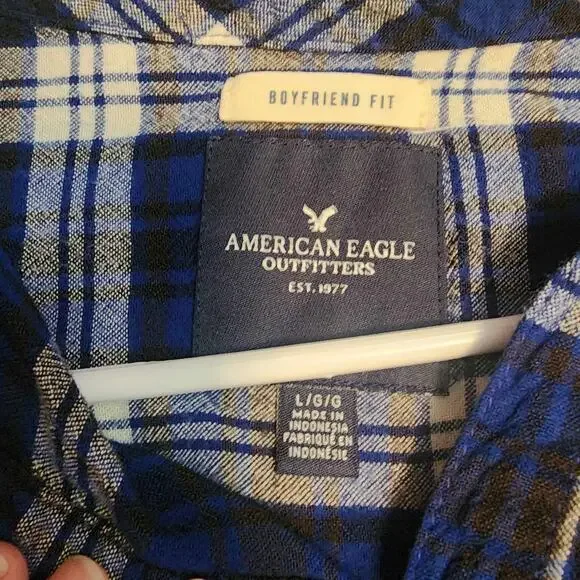 BOYFRIEND FIT
AMERICAN EAGLE
OUTFITTERS
EST. 1977
L/G/G
MADE IN
INDONESIA
FABRIQUÉ EN
INDONÉSIE